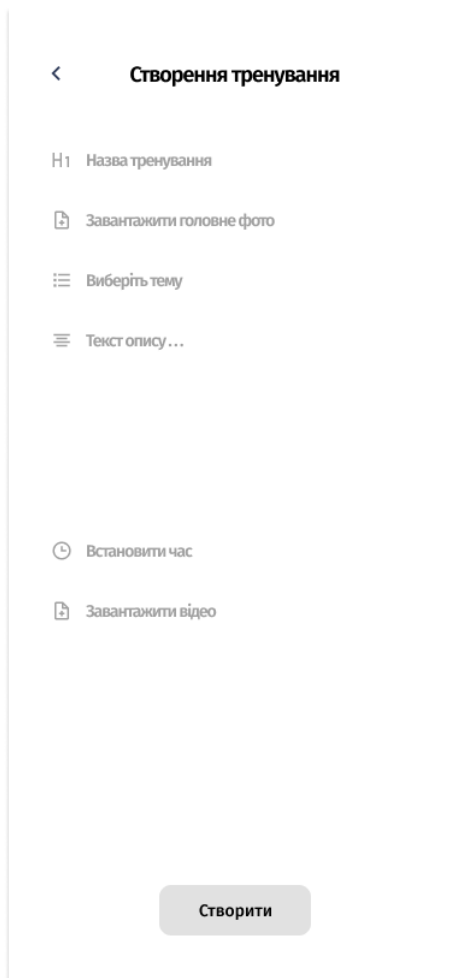 Створення тренування
H1 Назва тренування
Завантажити головне фото
Виберіть тему
Текст опису...
Встановити час
Завантажити відео
Створити